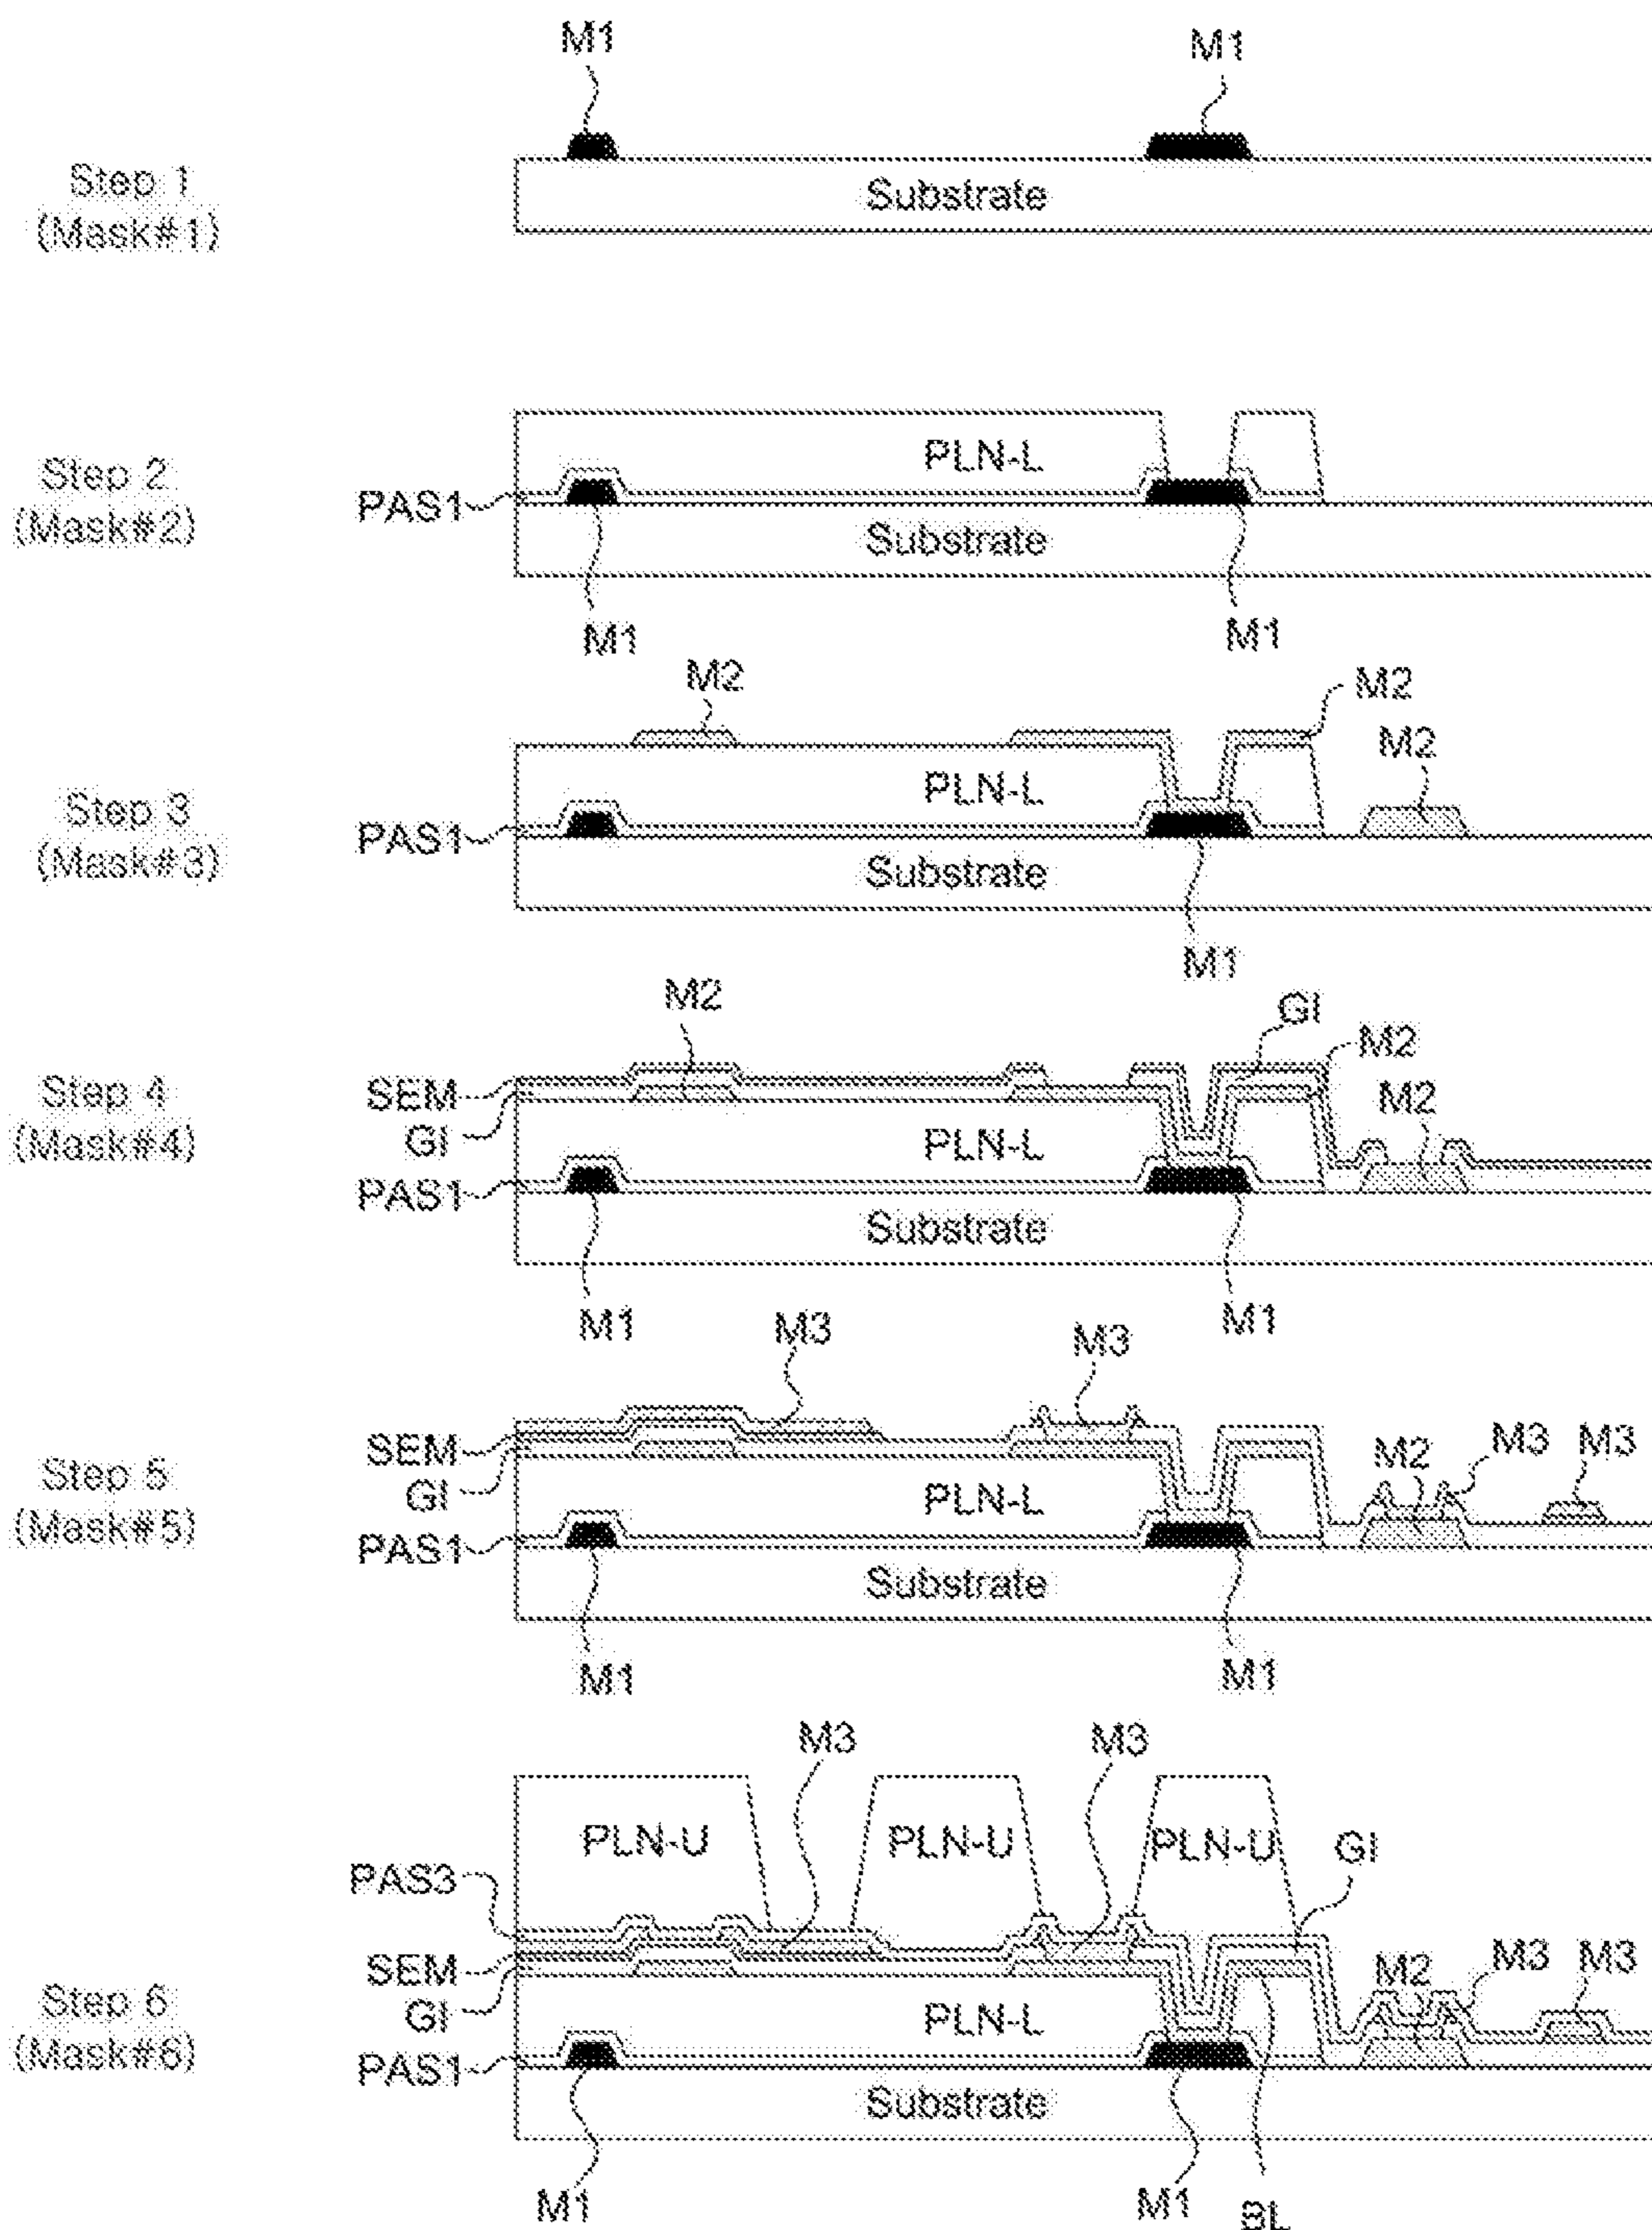 M1
M1
Step 1
(Mask#1)
Substrate
Step 2
(Mask#2)
PLN-L
PAS1
Substrate
M1
M1
M2
M2
M2
Step 3
(Mask#3)
PLN-L
PAS1
Substrate
M1
M2
GI
M2
M2
Step 4
(Mask#4)
SEM
GI
PLN-L
PAS1
Substrate
M1
M1
M3
M3
Step 5
(Mask#5)
SEM
GI
M2
M3
M3
PLN-L
PAS1
Substrate
M1
M1
M3
M3
PLN-U
PLN-U
PLN-U
GI
PAS3
SEM
GI
M2
M3
M3
Step 6
(Mask#6)
PLN-L
PAS1
Substrate
M1
M1
BL